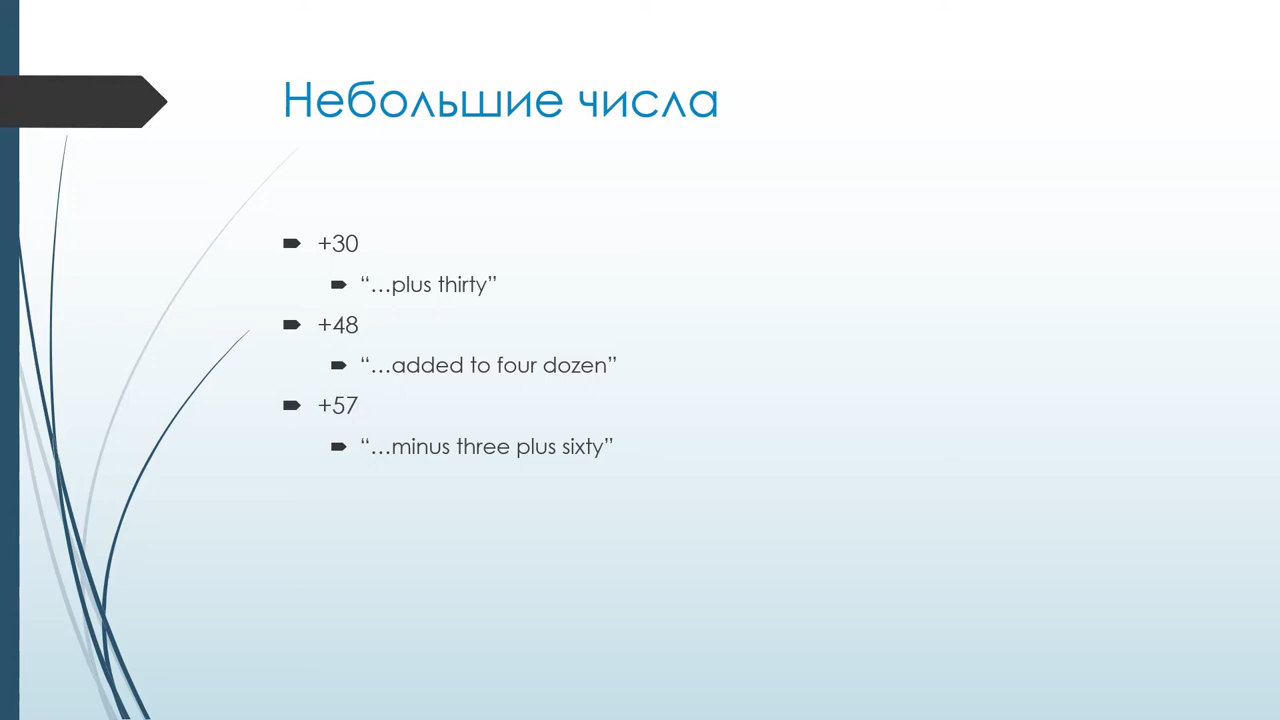 Небольшие числа
+30
“…plus thirty”
+48
“…added to four dozen”
+57
“…minus three plus sixty”